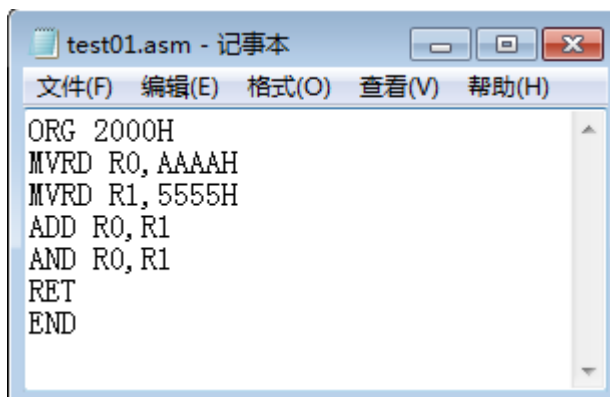 test01.asm - 记事本
文件(F) 编辑(E) 格式(O) 查看(V) 帮助(H)
ORG 2000H
MVRD R0,AAAAH
MVRD R1,5555H
ADD R0,R1
AND R0,R1
RET
END